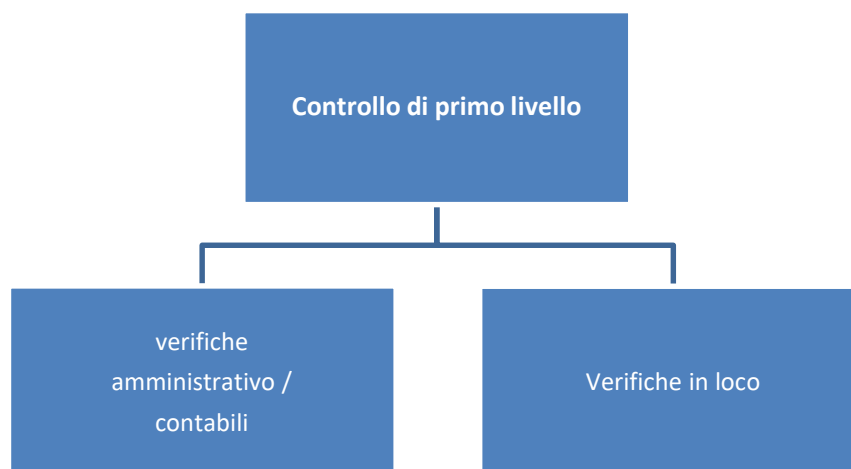 Controllo di primo livello
verifiche
amministrativo /
contabili
Verifiche in loco